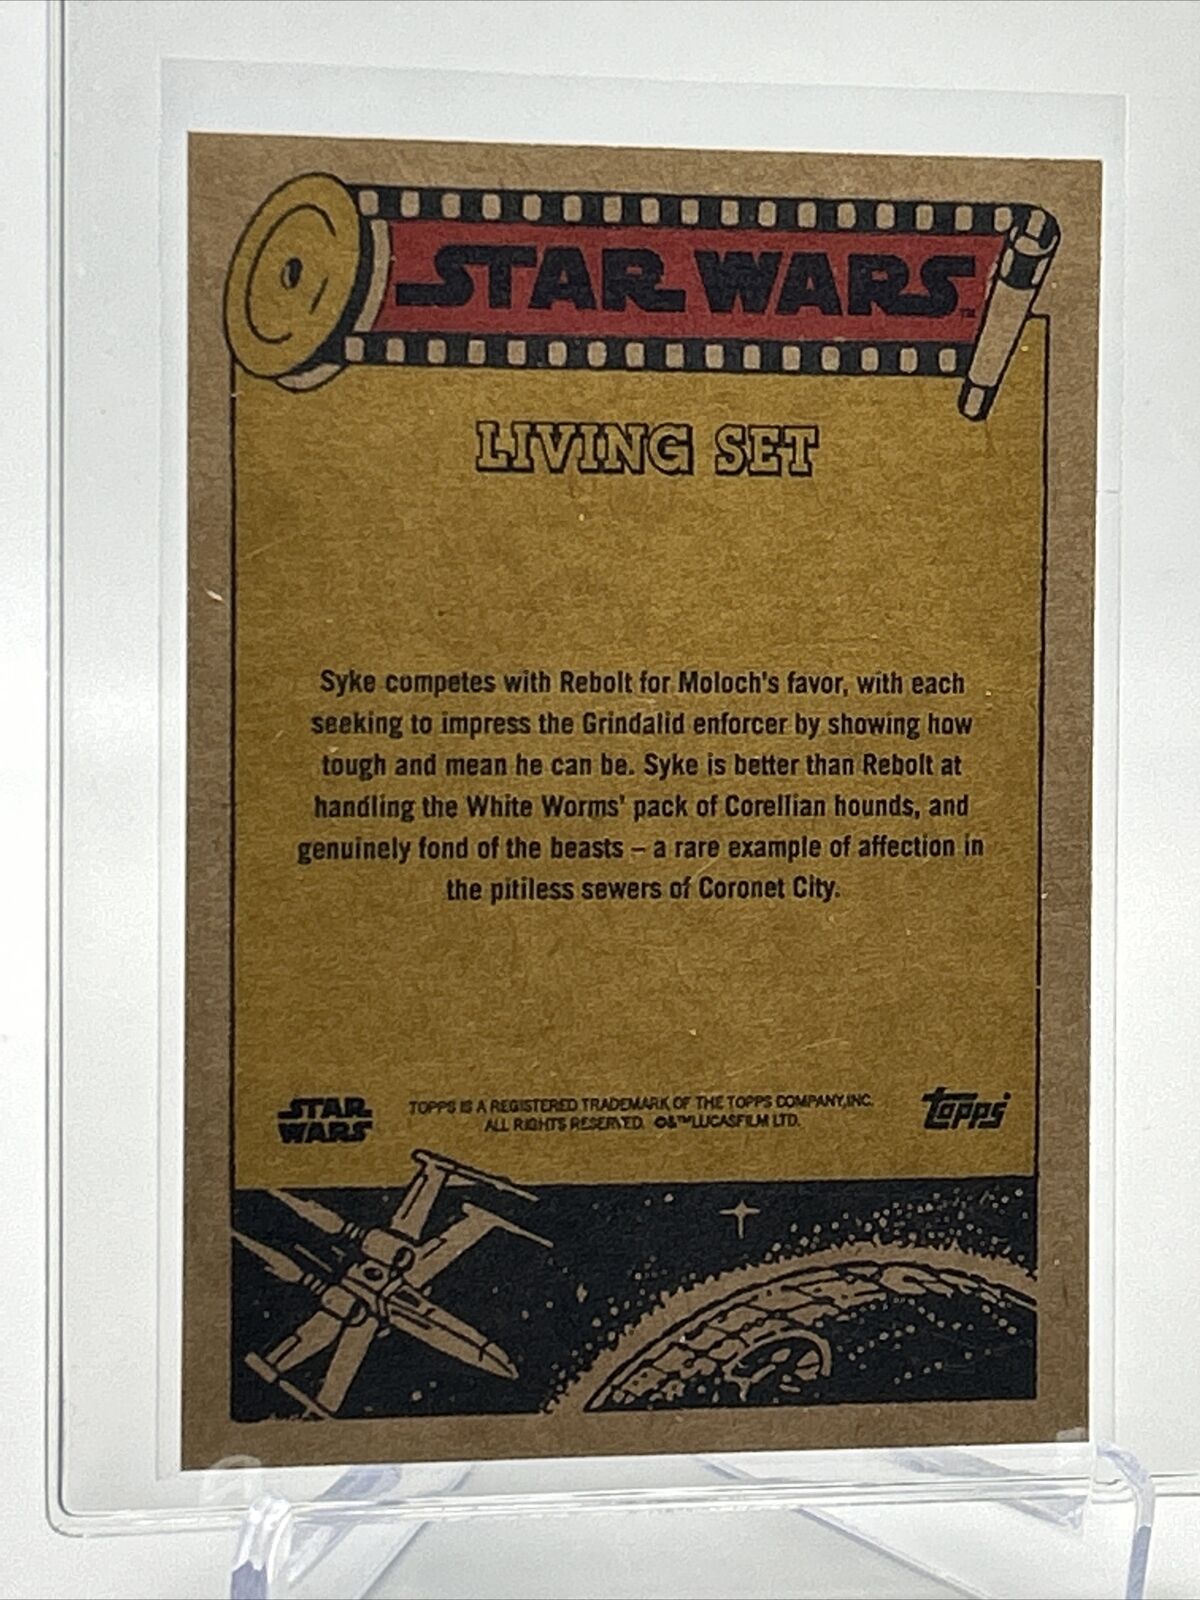 STAR WARS™
LIVING SET
Syke competes with Rebolt for Moloch's favor, with each
seeking to impress the Grindalid enforcer by showing how
tough and mean he can be. Syke is better than Rebolt at
handling the White Worms' pack of Corellian hounds, and
genuinely fond of the beasts – a rare example of affection in
the pitiless sewers of Coronet City.
STAR
WARS
TOPPS IS A REGISTERED TRADEMARK OF THE TOPPS COMPANY, INC.
ALL RIGHTS RESERVED. ©&™LUCASFILM LTD.
topps